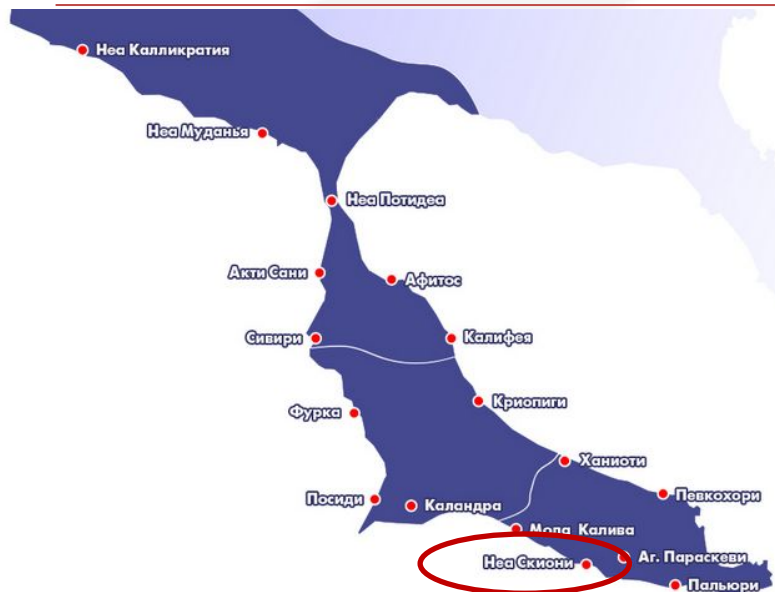 Неа Калликратия
Неа Муданья
Неа Потидеа
Акти Сани
Афитос
Сивири
Калифея
Криопиги
Фурка
Ханиоти
Певкохори
Посиди
Каландра
Мола Калива
Аг. Параскеви
Неа Скиони
Пальюри